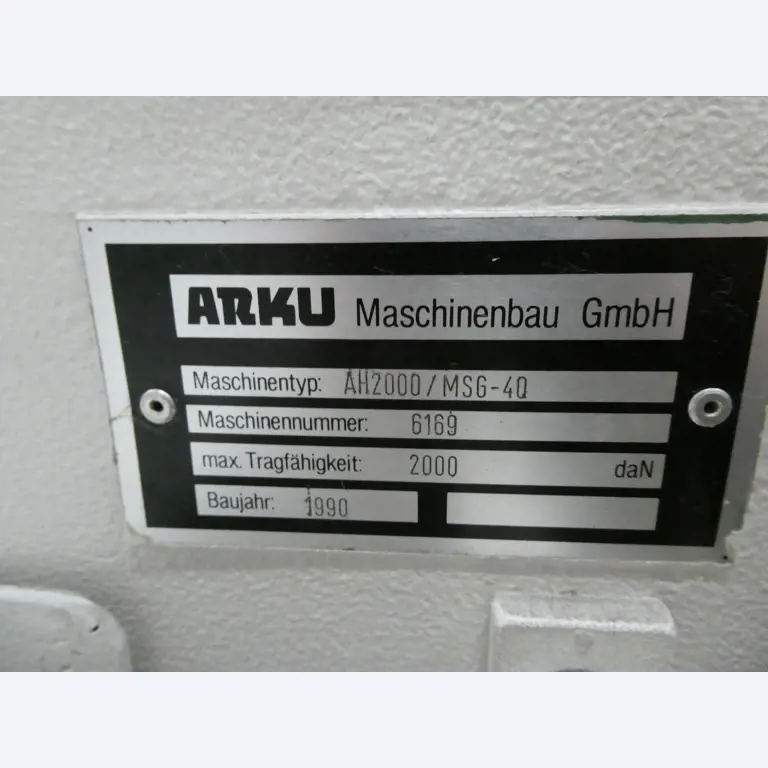 ARKU Maschinenbau GmbH
Maschinentyp: AH2000/MSG-40
Maschinennummer: 6169
max. Tragfähigkeit: 2000 daN
Baujahr: 1990